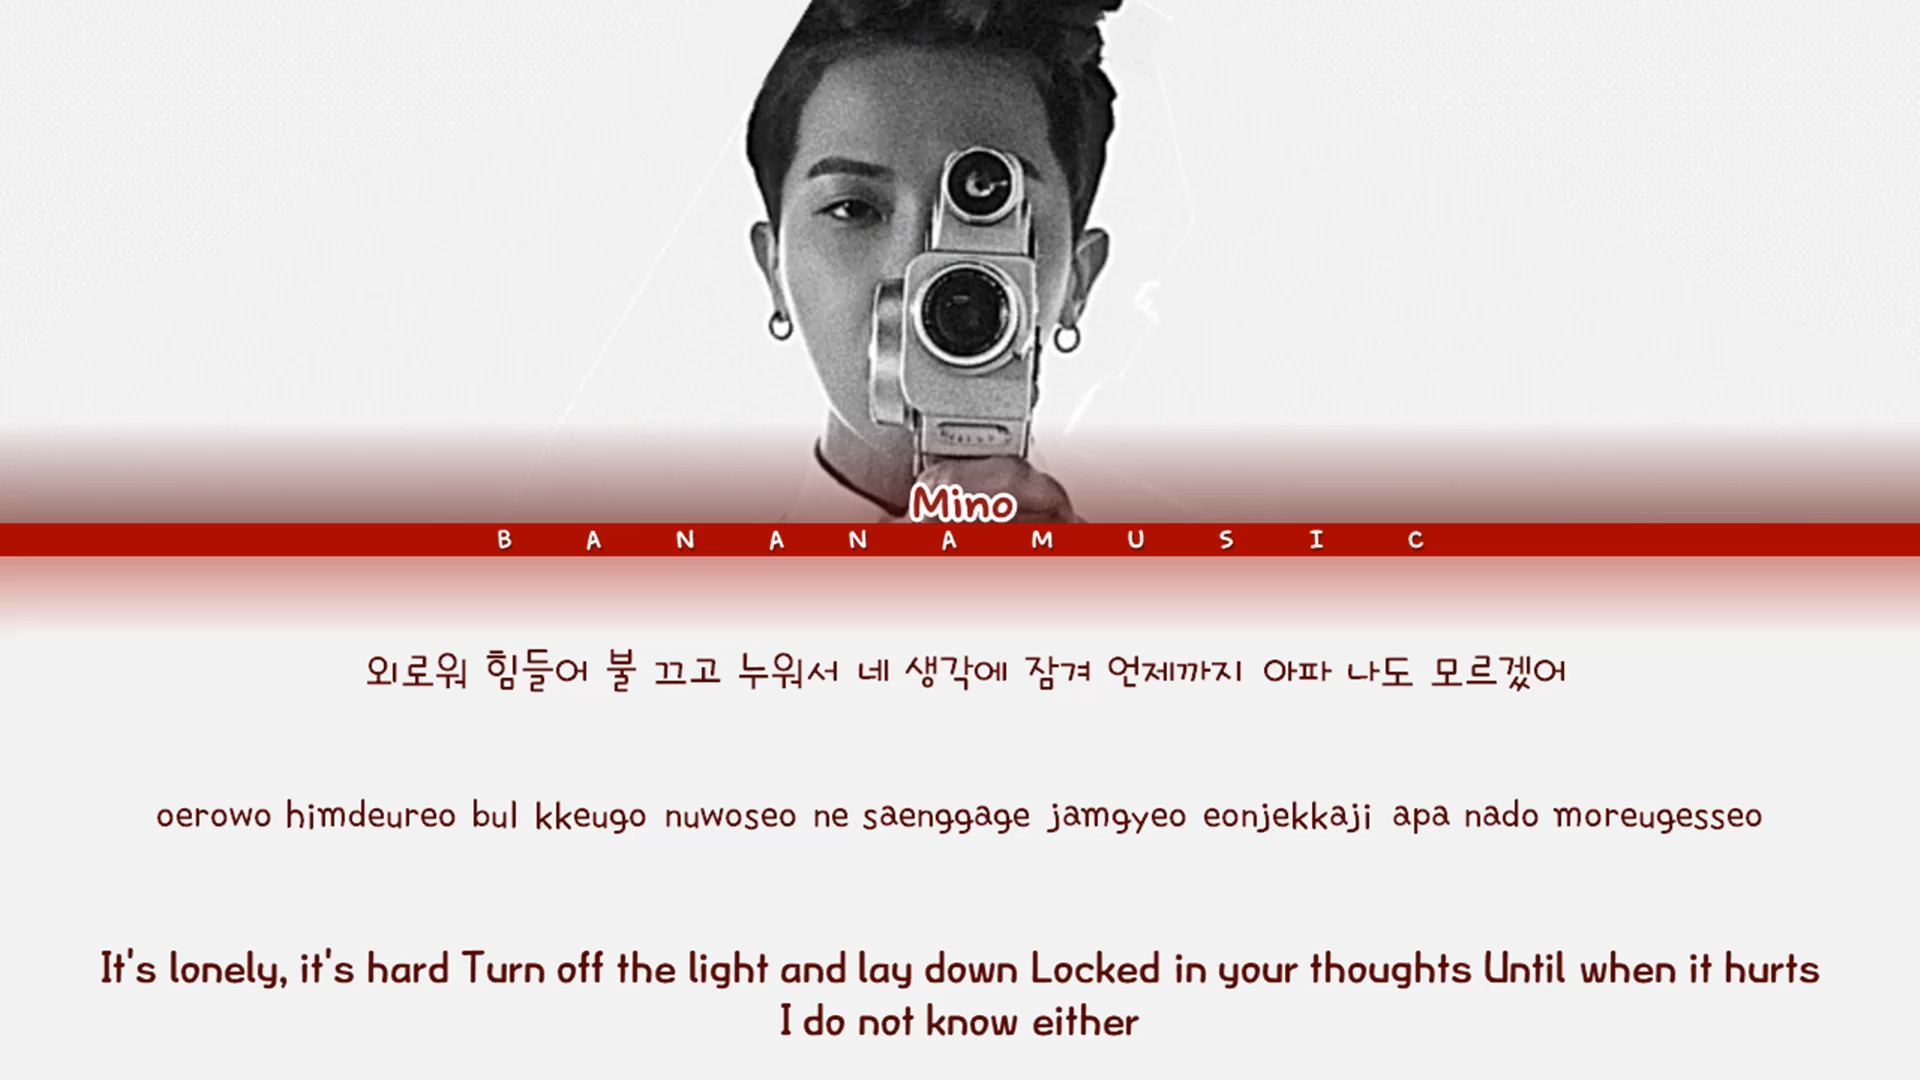 Mino
BANANAMUSIC
외로워 힘들어 불 끄고 누워서 네 생각에 잠겨 언제까지 아파 나도 모르겠어
oerowo himdeureo bul kkeugo nuwoseo ne saenggage jamgyeo eonjekkaji apa nado moreugesseo
It's lonely, it's hard Turn off the light and lay down Locked in your thoughts Until when it hurts
I do not know either